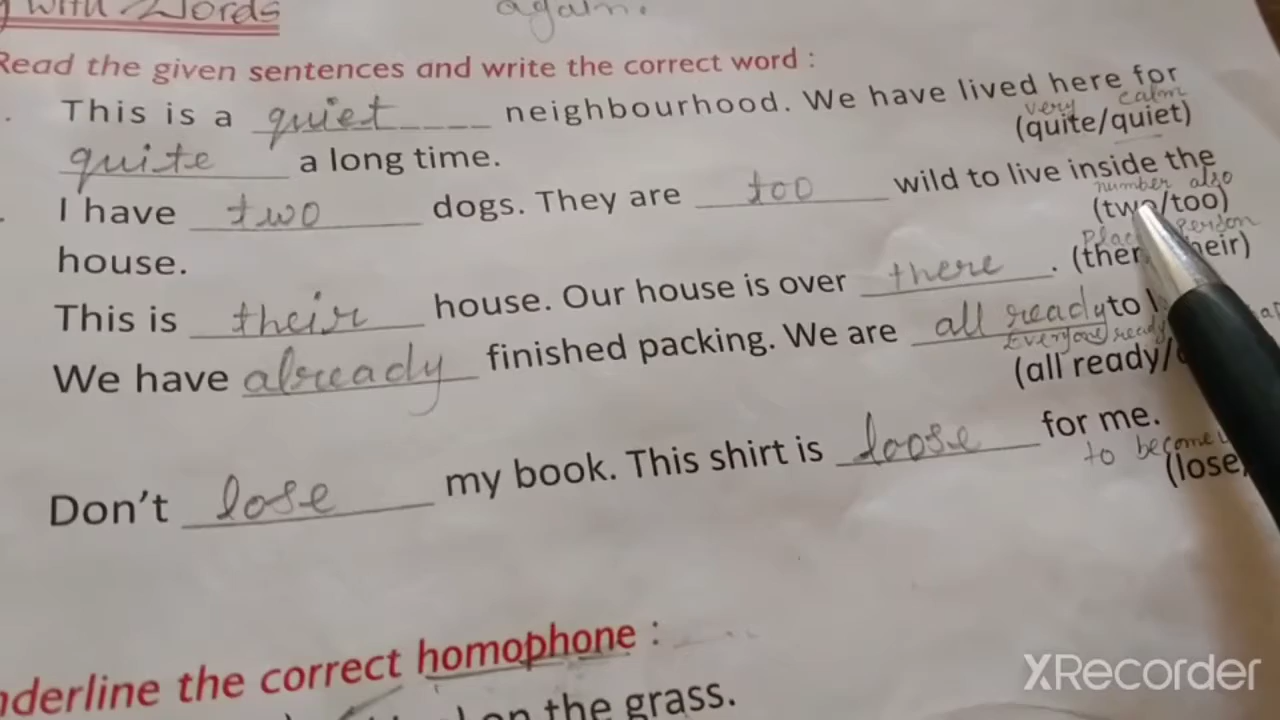 with Words
again.
Read the given sentences and write the correct word :
This is a quiet neighbourhood. We have lived here for
very calm
quite a long time. (quite/quiet)
I have two dogs. They are too wild to live inside the
number also
house. (two/too)
Place Person
This is their house. Our house is over there. (ther heir)
We have already finished packing. We are all ready to
Everyone ready
(all ready/
Don't lose my book. This shirt is loose for me.
to become
(lose
nderline the correct homophone :
on the grass.
XRecorder